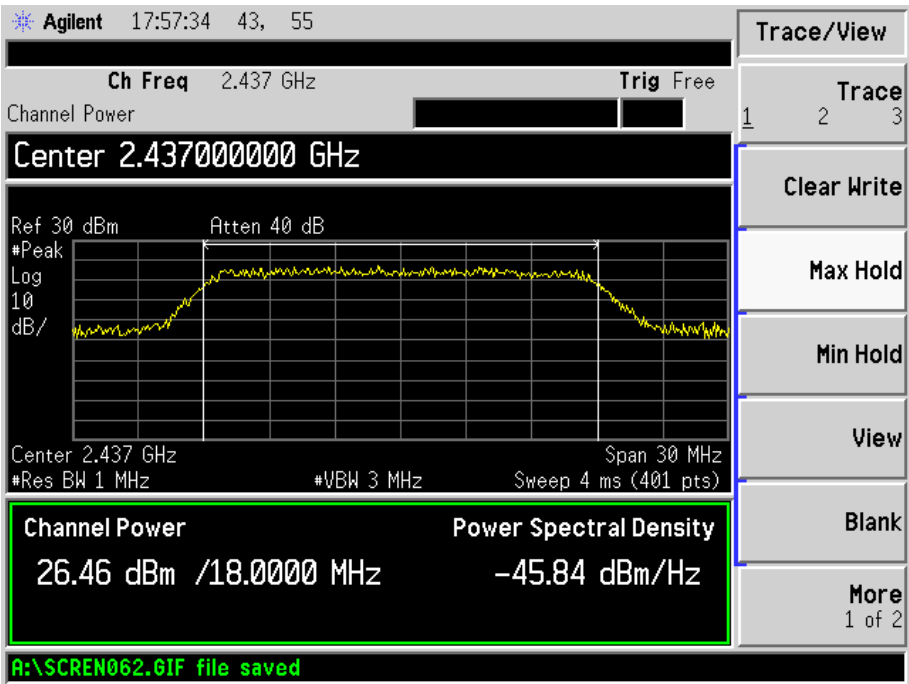 Agilent 17:57:34 43, 55
Trace/View
Ch Freq 2.437 GHz Trig Free
Channel Power
Trace
1 2 3
Center 2.437000000 GHz
Clear Write
Ref 30 dBm Atten 40 dB
#Peak
Log
10
dB/
Max Hold
Min Hold
Center 2.437 GHz Span 30 MHz
#Res BW 1 MHz #VBW 3 MHz Sweep 4 ms (401 pts)
View
Channel Power Power Spectral Density
26.46 dBm /18.0000 MHz -45.84 dBm/Hz
Blank
More
1 of 2
A:\SCREN062.GIF file saved